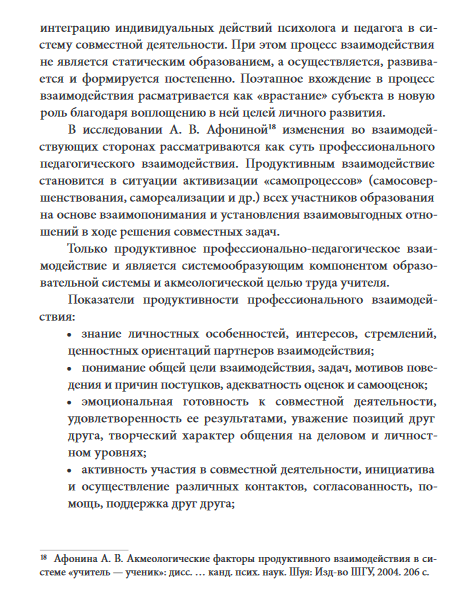 интеграцию индивидуальных действий психолога и педагога в си-
стему совместной деятельности. При этом процесс взаимодействия
не является статическим образованием, а осуществляется, развива-
ется и формируется постепенно. Поэтапное вхождение в процесс
взаимодействия расматривается как «врастание» субъекта в новую
роль благодаря воплощению в ней целей личного развития.
В исследовании А. В. Афониной¹⁸ изменения во взаимодей-
ствующих сторонах рассматриваются как суть профессионального
педагогического взаимодействия. Продуктивным взаимодействие
становится в ситуации активизации «самопроцессов» (самосовер-
шенствования, самореализации и др.) всех участников образования
на основе взаимопонимания и установления взаимовыгодных отно-
шений в ходе решения совместных задач.
Только продуктивное профессионально-педагогическое взаи-
модействие и является системообразующим компонентом образо-
вательной системы и акмеологической целью труда учителя.
Показатели продуктивности профессионального взаимодей-
ствия:
• знание личностных особенностей, интересов, стремлений,
ценностных ориентаций партнеров взаимодействия;
• понимание общей цели взаимодействия, задач, мотивов пове-
дения и причин поступков, адекватность оценок и самооценок;
• эмоциональная готовность к совместной деятельности,
удовлетворенность ее результатами, уважение позиций друг
друга, творческий характер общения на деловом и личност-
ном уровнях;
• активность участия в совместной деятельности, инициатива
и осуществление различных контактов, согласованность, по-
мощь, поддержка друг друга;
¹⁸ Афонина А. В. Акмеологические факторы продуктивного взаимодействия в си-
стеме «учитель — ученик»: дисс. … канд. псих. наук. Шуя: Изд-во ШГУ, 2004. 206 с.